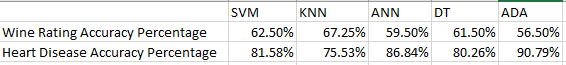 SVM KNN ANN DT ADA
Wine Rating Accuracy Percentage 62.50% 67.25% 59.50% 61.50% 56.50%
Heart Disease Accuracy Percentage 81.58% 75.53% 86.84% 80.26% 90.79%